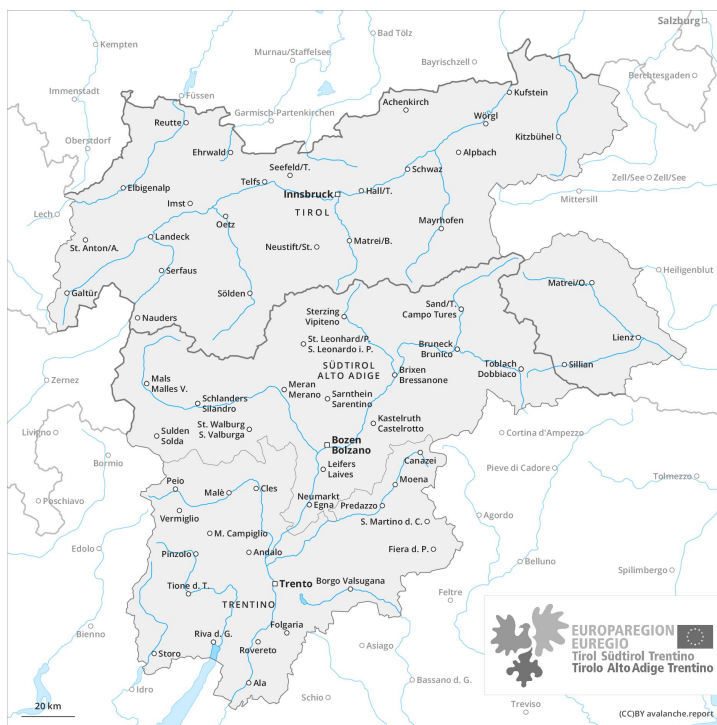 Salzburg
Kempten
Bad Tölz
Murnau/Staffelsee
Bayrischzell
Berchtesgaden
Immenstadt
Füssen
Garmisch-Partenkirchen
Achenkirch
Kufstein
Reutte
Wörgl
Oberstdorf
Ehrwald
Kitzbühel
Alpbach
Seefeld/T.
Schwaz
Telfs
Zell/See
Zell/See
Elbigenalp
Innsbruck
Hall/T.
Mittersill
Imst
TIROL
Lech
Oetz
Mayrhofen
Landeck
St. Anton/A.
Neustift/St.
Matrei/B.
Serfaus
Heiligenblut
Galtür
Sölden
Matrei/O.
Nauders
Sterzing
Vipiteno
Sand/T.
Campo Tures
St. Leonhard/P.
S. Leonardo i. P.
Lienz
Bruneck
Brunico
SÜDTIROL
ALTO ADIGE
Brixen
Bressanone
Toblach
Dobbiaco
Sillian
Zernez
Mals
Malles V.
Meran
Merano
Sarnthein
Sarentino
Schlanders
Silandro
Kastelruth
Castelrotto
St. Walburg
S. Valburga
Livigno
Sulden
Solda
Bozen
Bolzano
Cortina d'Ampezzo
Bormio
Canazei
Leifers
Laives
Pieve di Cadore
Tolmezzo
Peio
Malè
Cles
Moena
Poschiavo
Neumarkt
Egna
Predazzo
Vermiglio
Agordo
S. Martino d. C.
M. Campiglio
Edolo
Pinzolo
Andalo
Fiera d. P.
Belluno
Spilimbergo
Trento
Tione d. T.
Borgo Valsugana
Feltre
TRENTINO
Folgaria
Bienno
Riva d. G.
Rovereto
Asiago
Storo
Ala
Bassano d. G.
Idro
Schio
Treviso
EUROPAREGION
EUREGIO
Tirol Südtirol Trentino
Tirolo Alto Adige Trentino
20 km
(CC)BY avalanche.report